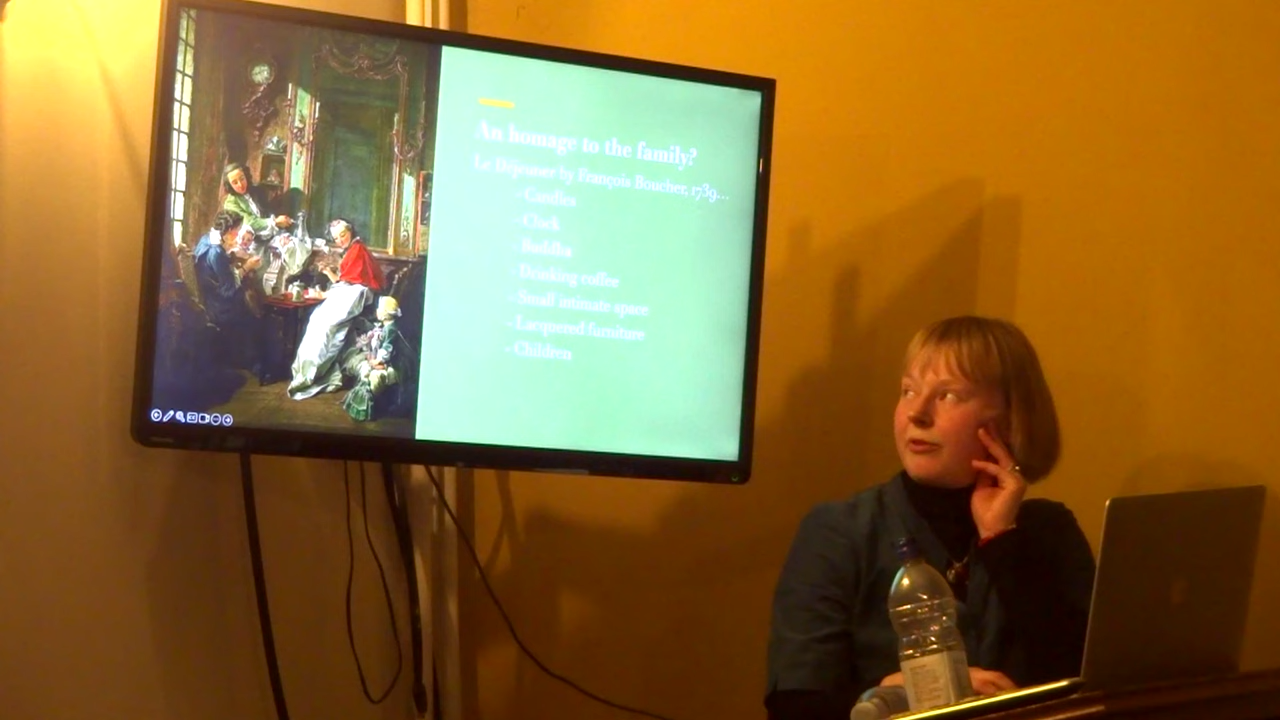 An homage to the family?
Le Déjeuner by François Boucher, 1739...
- Candles
- Clock
- Buddha
- Drinking coffee
- Small intimate space
- Lacquered furniture
- Children